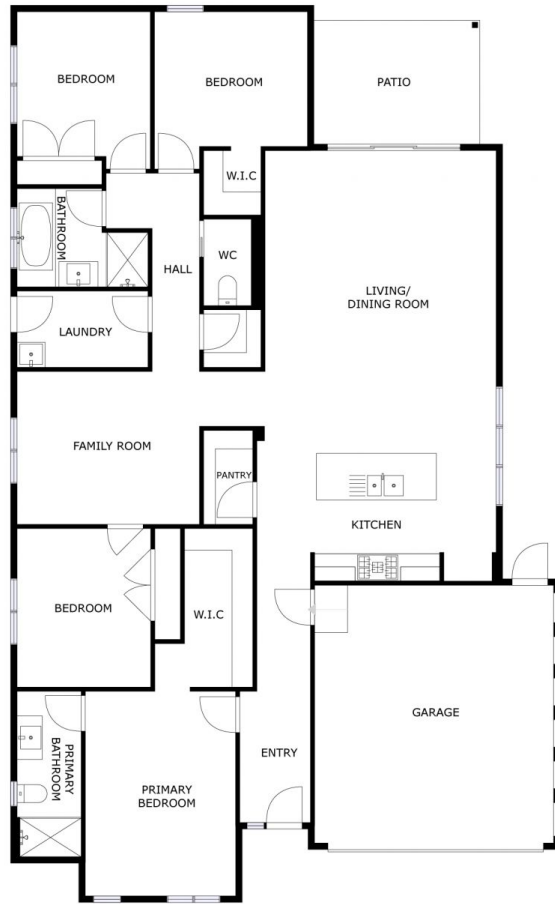 BEDROOM
BEDROOM
PATIO
W.I.C
BATHROOM
WC
HALL
LIVING/
DINING ROOM
LAUNDRY
FAMILY ROOM
PANTRY
KITCHEN
BEDROOM
W.I.C
GARAGE
ENTRY
PRIMARY
BATHROOM
PRIMARY
BEDROOM